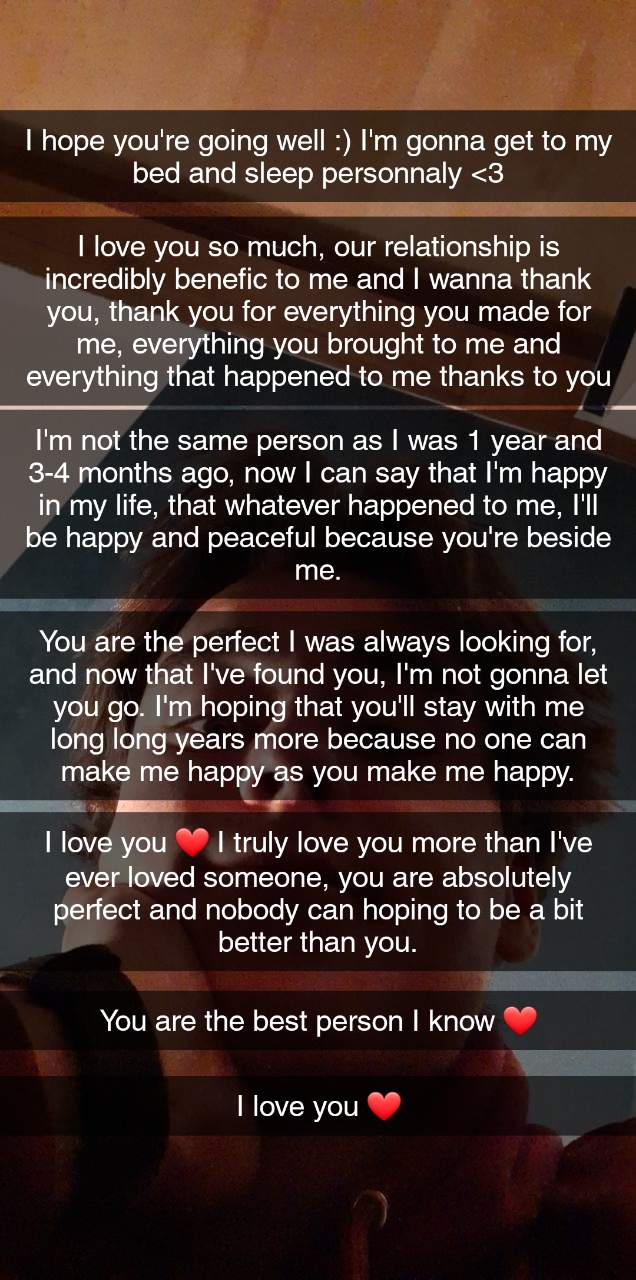 I hope you're going well :) I'm gonna get to my
bed and sleep personnaly <3
I love you so much, our relationship is
incredibly benefic to me and I wanna thank
you, thank you for everything you made for
me, everything you brought to me and
everything that happened to me thanks to you
I'm not the same person as I was 1 year and
3-4 months ago, now I can say that I'm happy
in my life, that whatever happened to me, I'll
be happy and peaceful because you're beside
me.
You are the perfect I was always looking for,
and now that I've found you, I'm not gonna let
you go. I'm hoping that you'll stay with me
long long years more because no one can
make me happy as you make me happy.
I love you ❤️ I truly love you more than I've
ever loved someone, you are absolutely
perfect and nobody can hoping to be a bit
better than you.
You are the best person I know ❤️
I love you ❤️